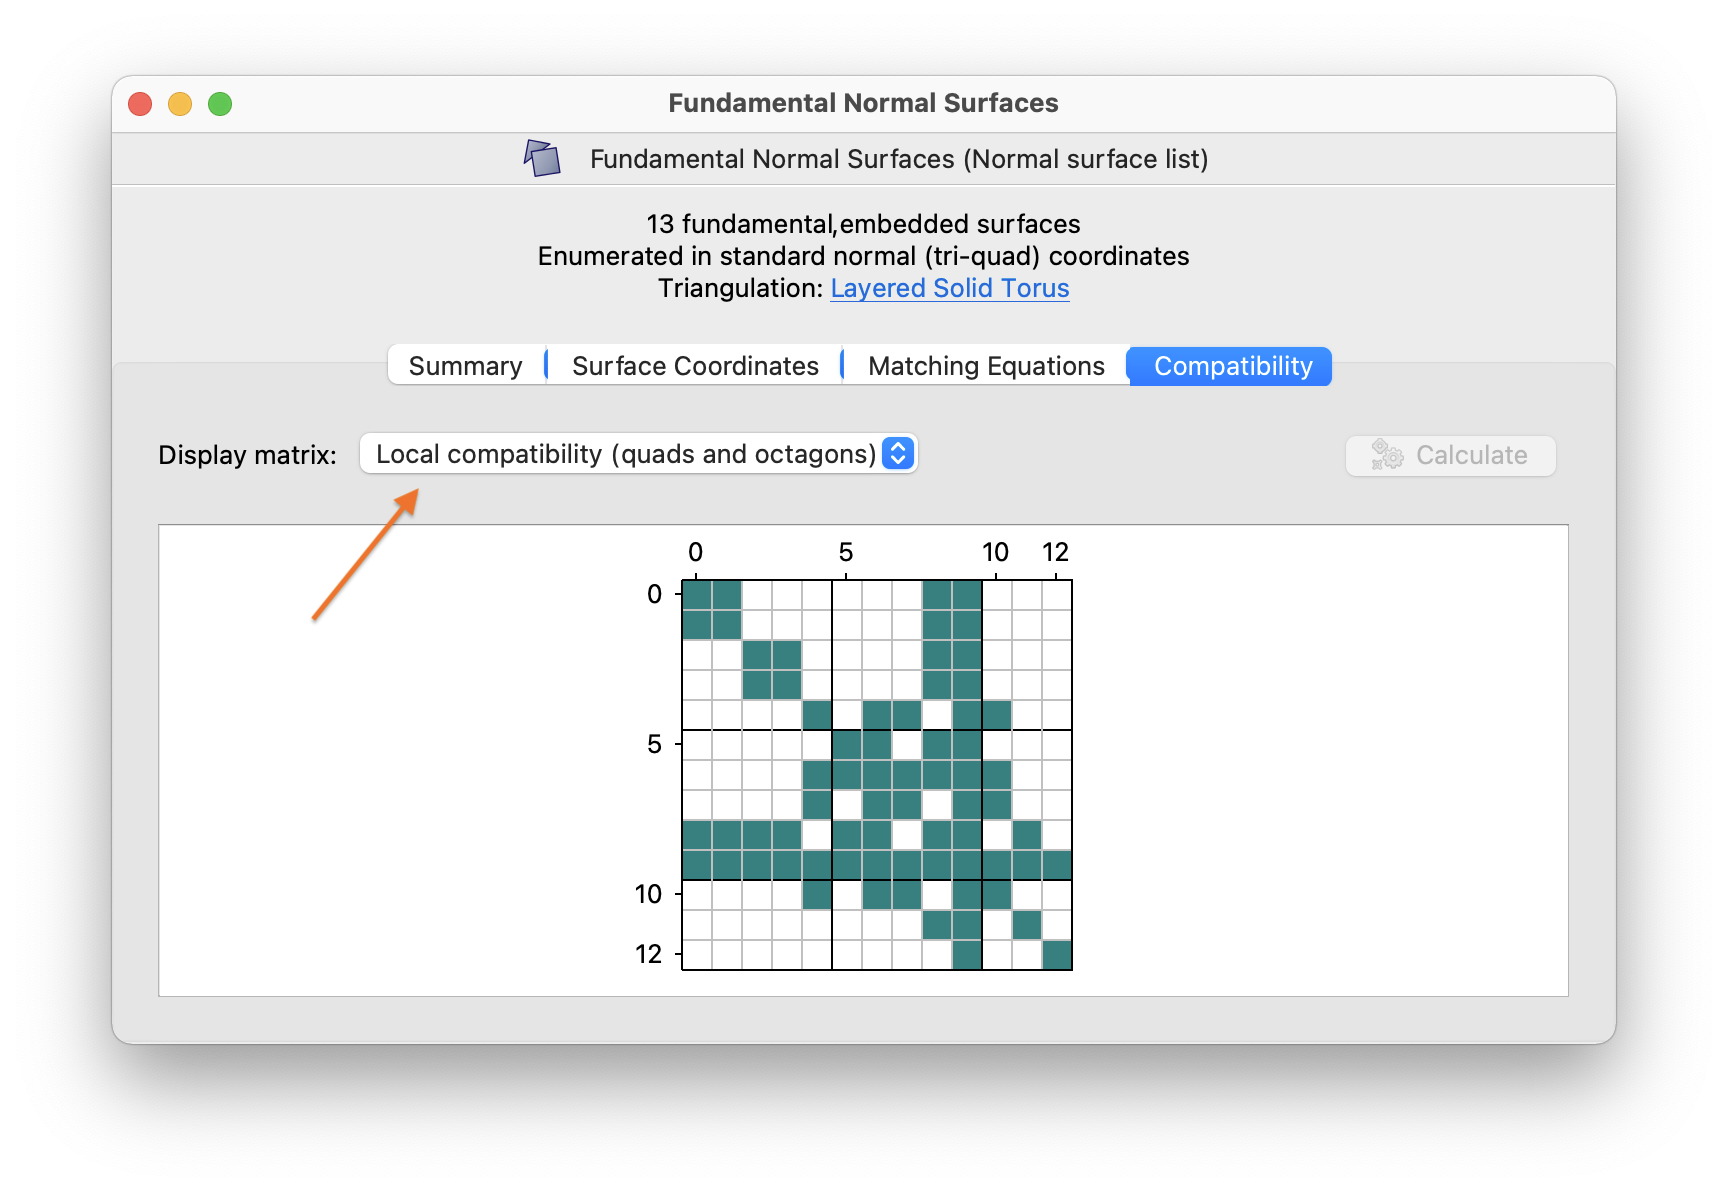 Fundamental Normal Surfaces
Fundamental Normal Surfaces (Normal surface list)
13 fundamental,embedded surfaces
Enumerated in standard normal (tri-quad) coordinates
Triangulation: Layered Solid Torus
Summary Surface Coordinates Matching Equations Compatibility
Display matrix: Local compatibility (quads and octagons) Calculate
0 5 10 12
0
5
10
12